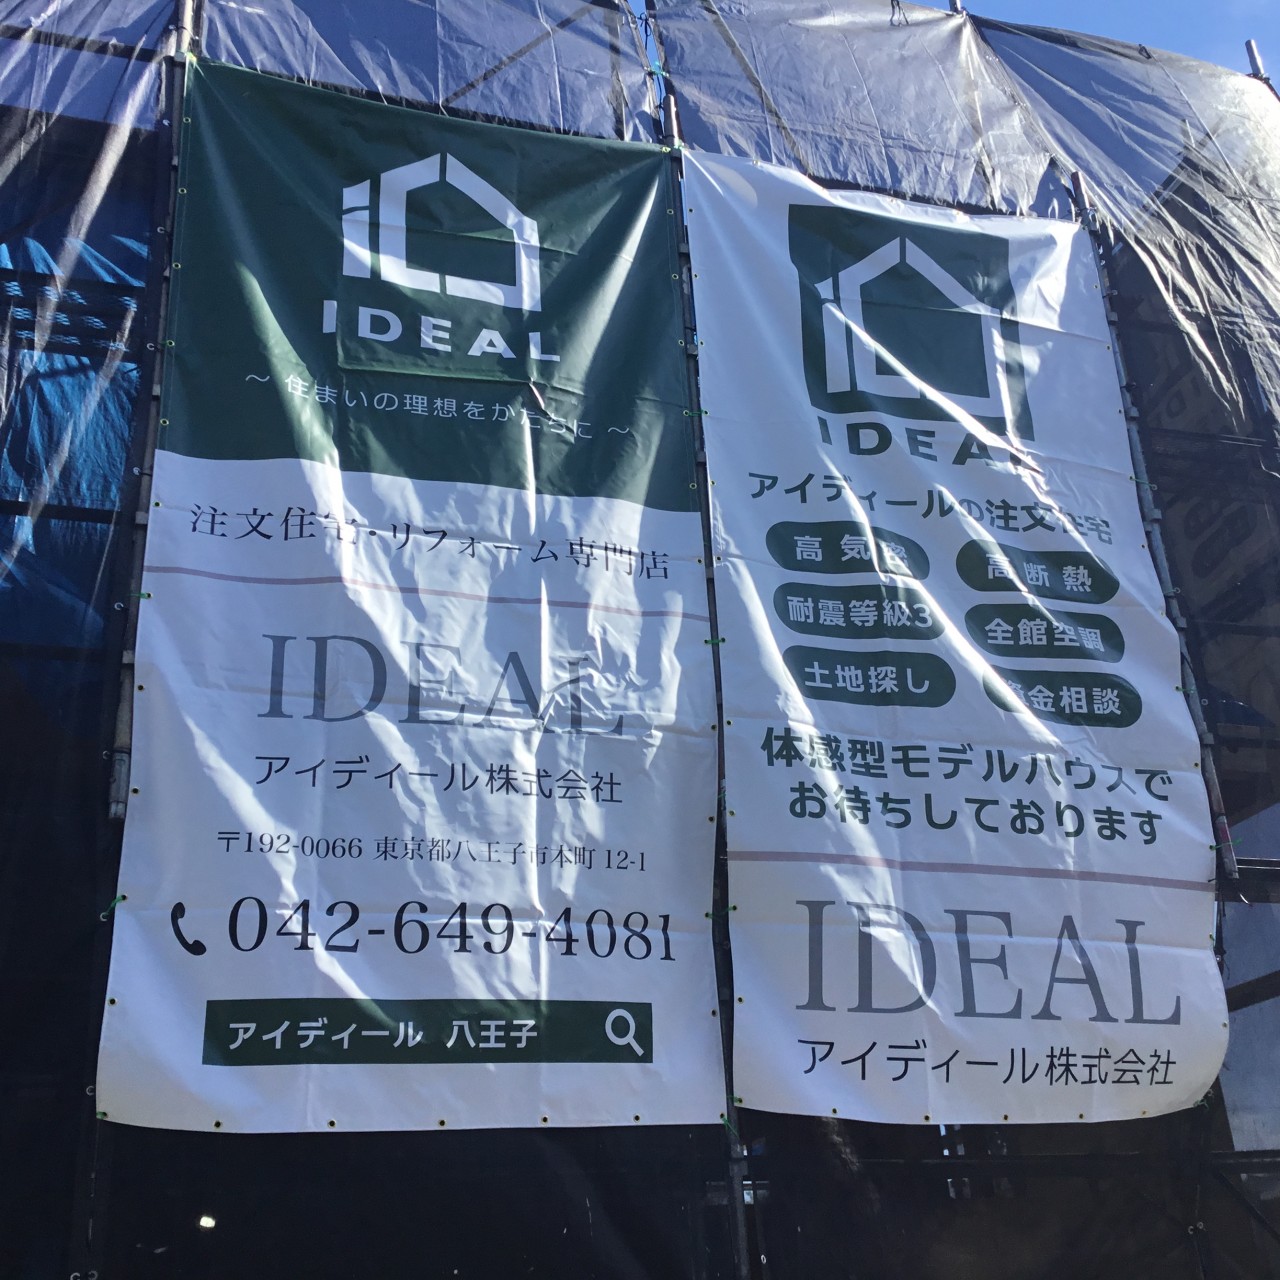 IDEAL
～ 住まいの理想をかたちに ～
注文住宅・リフォーム専門店
IDEAL
アイディール株式会社
〒192-0066 東京都八王子市本町 12-1
042-649-4081
アイディール 八王子
IDEAL
アイディールの注文住宅
高気密 高断熱
耐震等級3 全館空調
土地探し 資金相談
体感型モデルハウスで
お待ちしております
IDEAL
アイディール株式会社